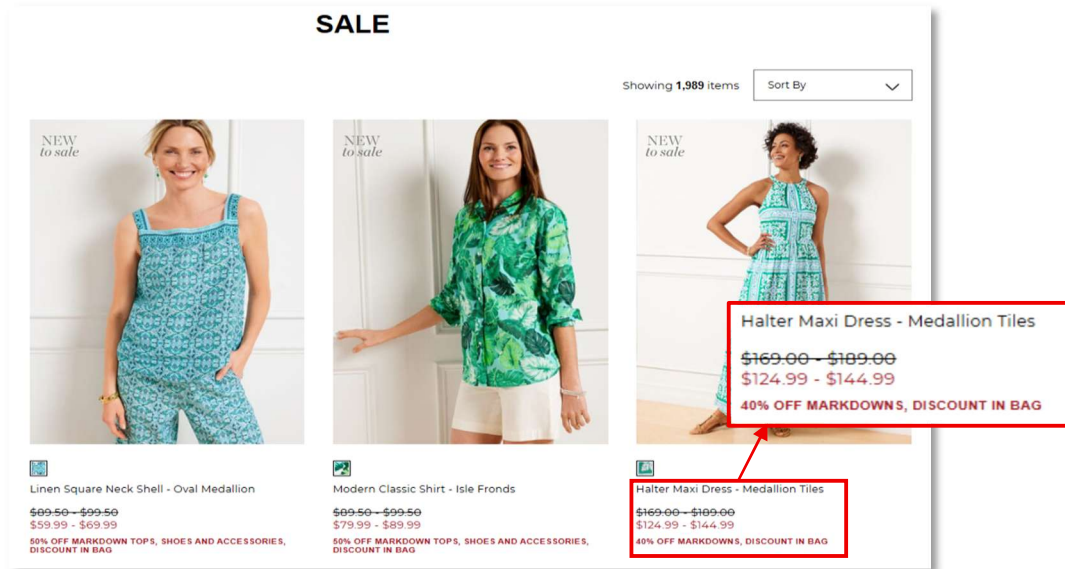 SALE
Showing 1,989 items
Sort By
NEW
to sale
NEW
to sale
NEW
to sale
Linen Square Neck Shell - Oval Medallion
$89.50 - $99.50
$59.99 - $69.99
50% OFF MARKDOWN TOPS, SHOES AND ACCESSORIES,
DISCOUNT IN BAG
Modern Classic Shirt - Isle Fronds
$89.50 - $99.50
$79.99 - $89.99
50% OFF MARKDOWN TOPS, SHOES AND ACCESSORIES,
DISCOUNT IN BAG
Halter Maxi Dress - Medallion Tiles
$169.00 - $189.00
$124.99 - $144.99
40% OFF MARKDOWNS, DISCOUNT IN BAG
Halter Maxi Dress - Medallion Tiles
$169.00 - $189.00
$124.99 - $144.99
40% OFF MARKDOWNS, DISCOUNT IN BAG